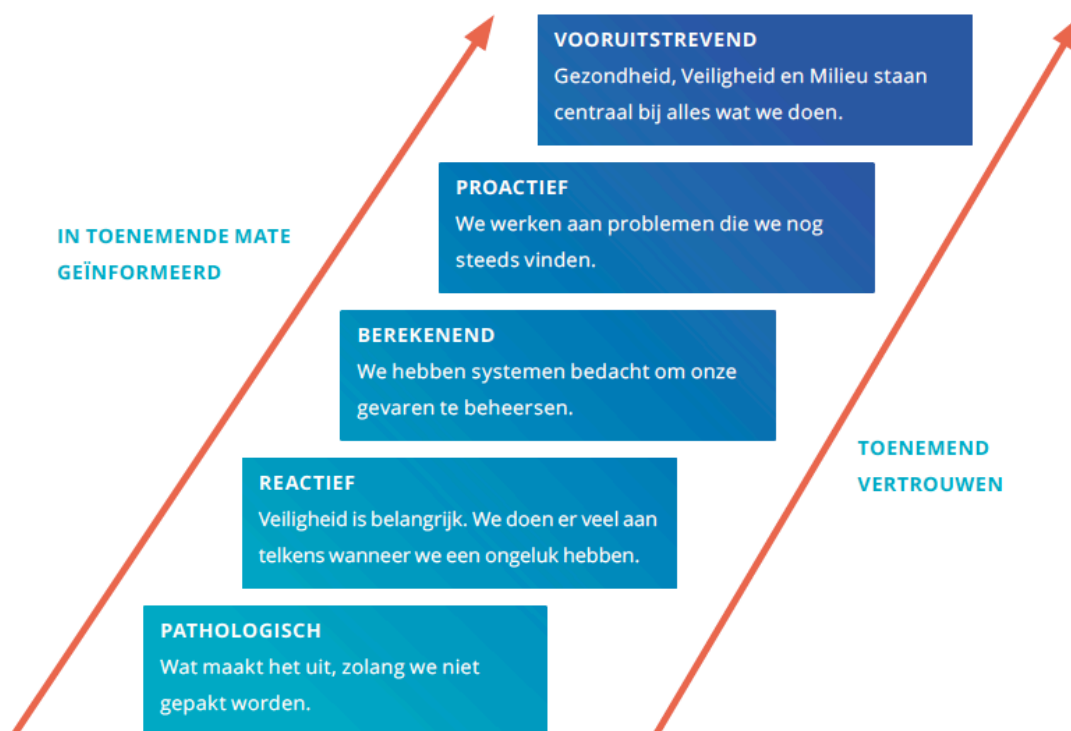 VOORUITSTREVEND
Gezondheid, Veiligheid en Milieu staan
centraal bij alles wat we doen.
PROACTIEF
We werken aan problemen die we nog
steeds vinden.
IN TOENEMENDE MATE
GEÏNFORMEERD
BEREKENEND
We hebben systemen bedacht om onze
gevaren te beheersen.
TOENEMEND
VERTROUWEN
REACTIEF
Veiligheid is belangrijk. We doen er veel aan
telkens wanneer we een ongeluk hebben.
PATHOLOGISCH
Wat maakt het uit, zolang we niet
gepakt worden.